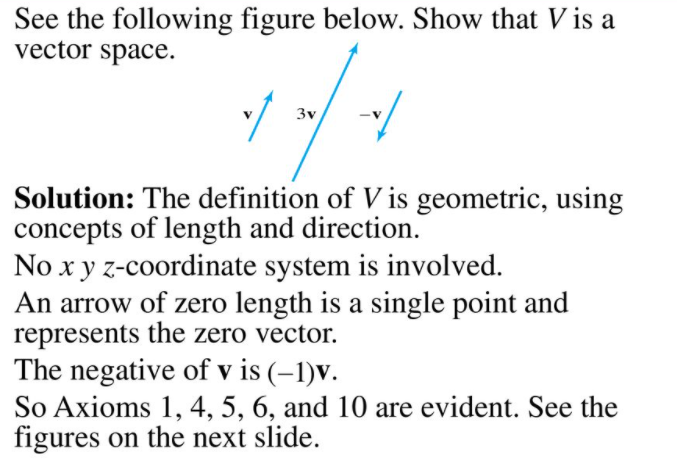 See the following figure below. Show that V is a
vector space.
v
3v
−v
Solution: The definition of V is geometric, using
concepts of length and direction.
No x y z-coordinate system is involved.
An arrow of zero length is a single point and
represents the zero vector.
The negative of v is (−1)v.
So Axioms 1, 4, 5, 6, and 10 are evident. See the
figures on the next slide.